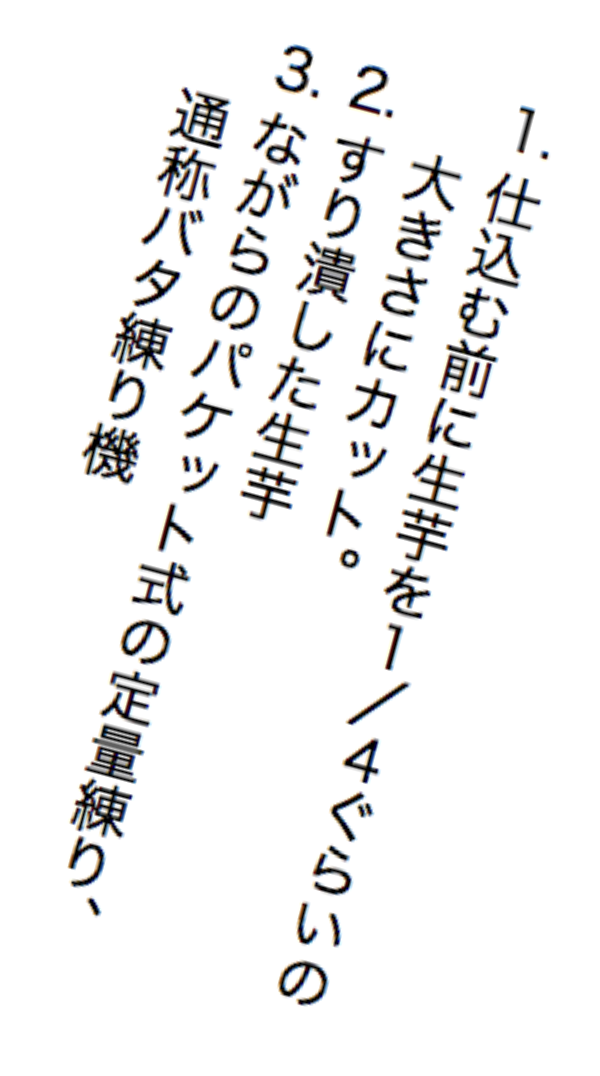 1. 仕込む前に生芋を1／4ぐらいの
大きさにカット。
2. すり潰した生芋
3. ながらのパケット式の定量練り、
通称バタ練り機